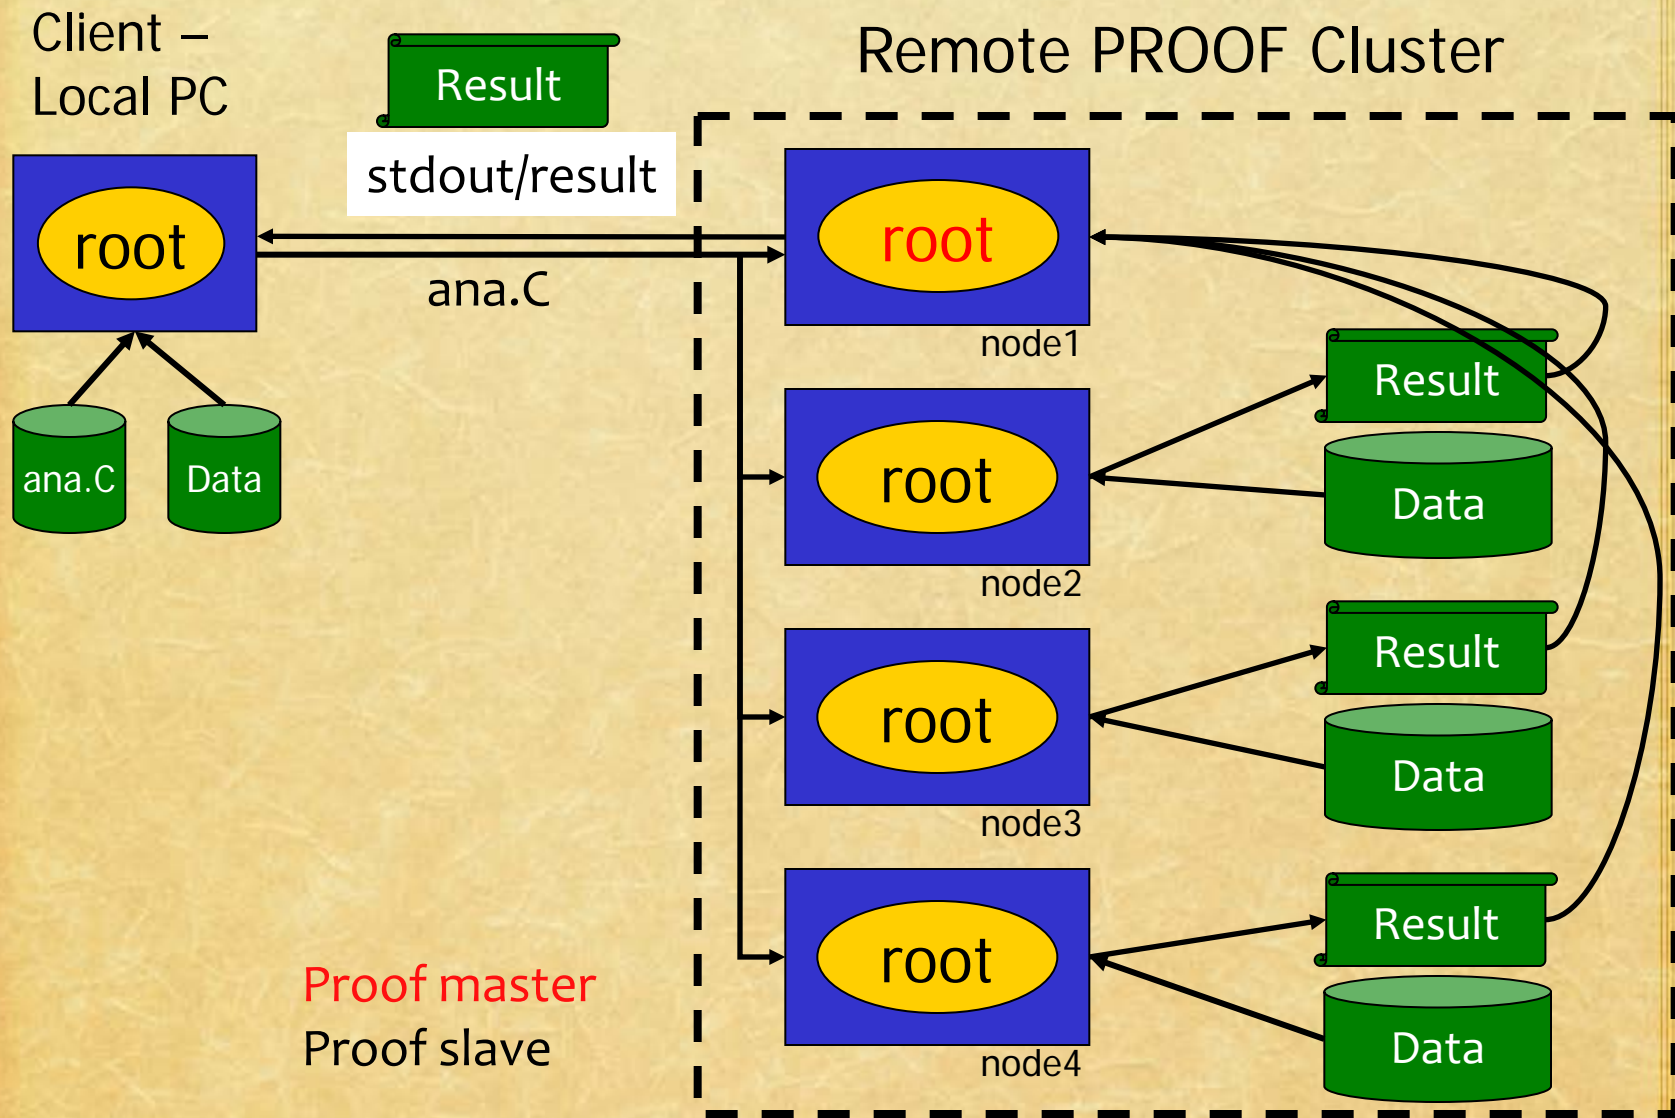 Client –
Local PC
Result
Remote PROOF Cluster
stdout/result
root
root
ana.C
node1
ana.C
Data
Result
root
Data
node2
Result
root
Data
node3
Result
root
Data
node4
Proof master
Proof slave